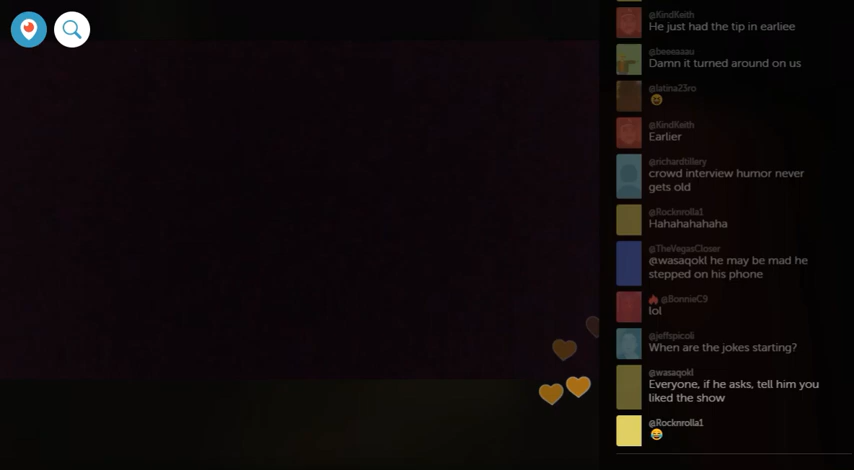 @KindKeith
He just had the tip in earliee
@beeeaaau
Damn it turned around on us
@latina23ro
😆
@KindKeith
Earlier
@richardtillery
crowd interview humor never
gets old
@Rocknrolla1
Hahahahahaha
@TheVegasCloser
@wasaqokl he may be mad he
stepped on his phone
🔥 @BonnieC9
lol
@jeffspicoli
When are the jokes starting?
@wasaqokl
Everyone, if he asks, tell him you
liked the show
@Rocknrolla1
😂